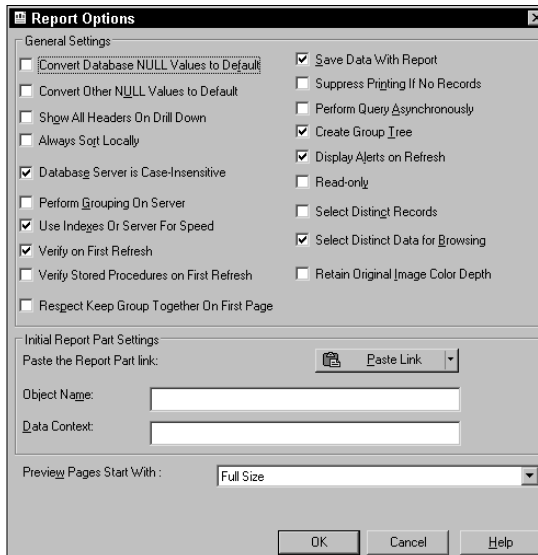 Report Options
General Settings
Convert Database NULL Values to Default
Convert Other NULL Values to Default
Show All Headers On Drill Down
Always Sort Locally
Database Server is Case-Insensitive
Perform Grouping On Server
Use Indexes Or Server For Speed
Verify on First Refresh
Verify Stored Procedures on First Refresh
Respect Keep Group Together On First Page
Save Data With Report
Suppress Printing If No Records
Perform Query Asynchronously
Create Group Tree
Display Alerts on Refresh
Read-only
Select Distinct Records
Select Distinct Data for Browsing
Retain Original Image Color Depth
Initial Report Part Settings
Paste the Report Part link:
Paste Link
Object Name:
Data Context:
Preview Pages Start With :
Full Size
OK
Cancel
Help